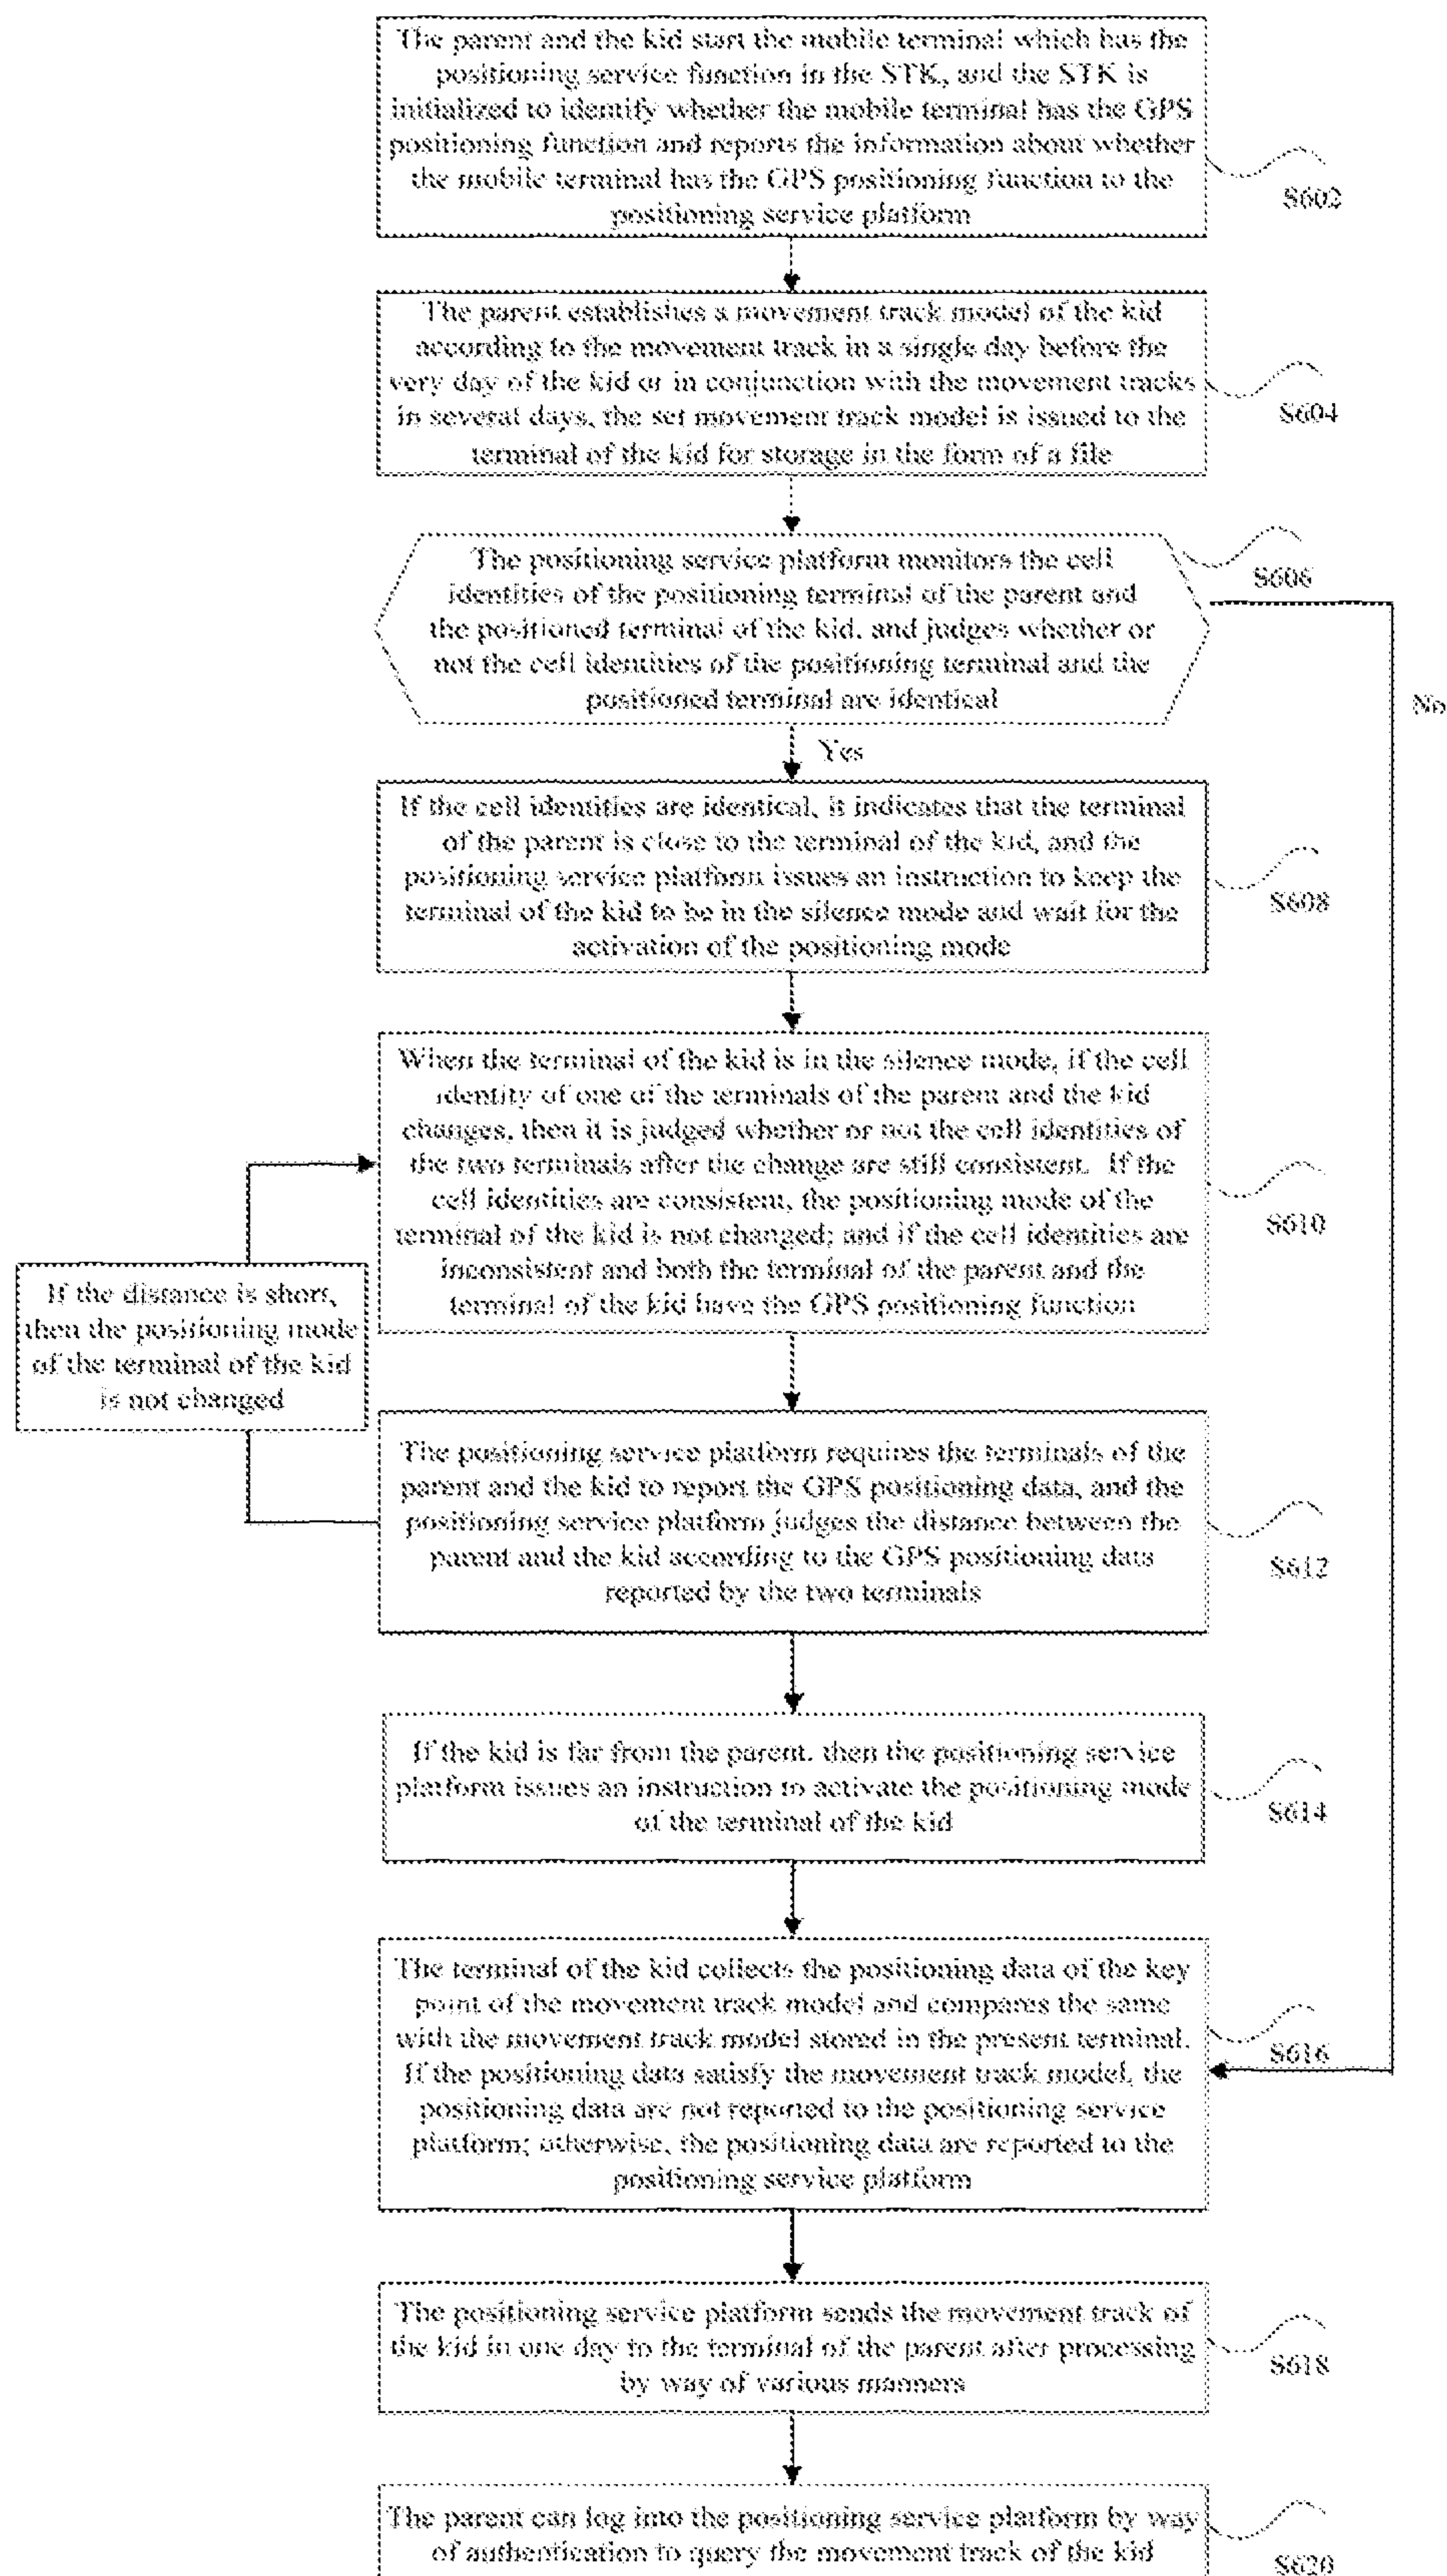 The parent and the kid start the mobile terminal which has the
positioning service function in the STK, and the STK is
initialized to identify whether the mobile terminal has the GPS
positioning function and reports the information about whether
the mobile terminal has the GPS positioning function to the
positioning service platform
S602
The parent establishes a movement track model of the kid
according to the movement track in a single day before the
very day of the kid or in conjunction with the movement tracks
in several days, the set movement track model is issued to the
terminal of the kid for storage in the form of a file
S604
The positioning service platform monitors the cell
identities of the positioning terminal of the parent and
the positioned terminal of the kid, and judges whether or
not the cell identities of the positioning terminal and the
positioned terminal are identical
S606
No
Yes
If the cell identities are identical, it indicates that the terminal
of the parent is close to the terminal of the kid, and the
positioning service platform issues an instruction to keep the
terminal of the kid to be in the silence mode and wait for the
activation of the positioning mode
S608
When the terminal of the kid is in the silence mode, if the cell
identity of one of the terminals of the parent and the kid
changes, then it is judged whether or not the cell identities of
the two terminals after the change are still consistent. If the
cell identities are consistent, the positioning mode of the
terminal of the kid is not changed; and if the cell identities are
inconsistent and both the terminal of the parent and the
terminal of the kid have the GPS positioning function
S610
If the distance is short,
then the positioning mode
of the terminal of the kid
is not changed
The positioning service platform requires the terminals of the
parent and the kid to report the GPS positioning data, and the
positioning service platform judges the distance between the
parent and the kid according to the GPS positioning data
reported by the two terminals
S612
If the kid is far from the parent, then the positioning service
platform issues an instruction to activate the positioning mode
of the terminal of the kid
S614
The terminal of the kid collects the positioning data of the key
point of the movement track model and compares the same
with the movement track model stored in the present terminal.
If the positioning data satisfy the movement track model, the
positioning data are not reported to the positioning service
platform; otherwise, the positioning data are reported to the
positioning service platform
S616
The positioning service platform sends the movement track of
the kid in one day to the terminal of the parent after processing
by way of various manners
S618
The parent can log into the positioning service platform by way
of authentication to query the movement track of the kid
S620